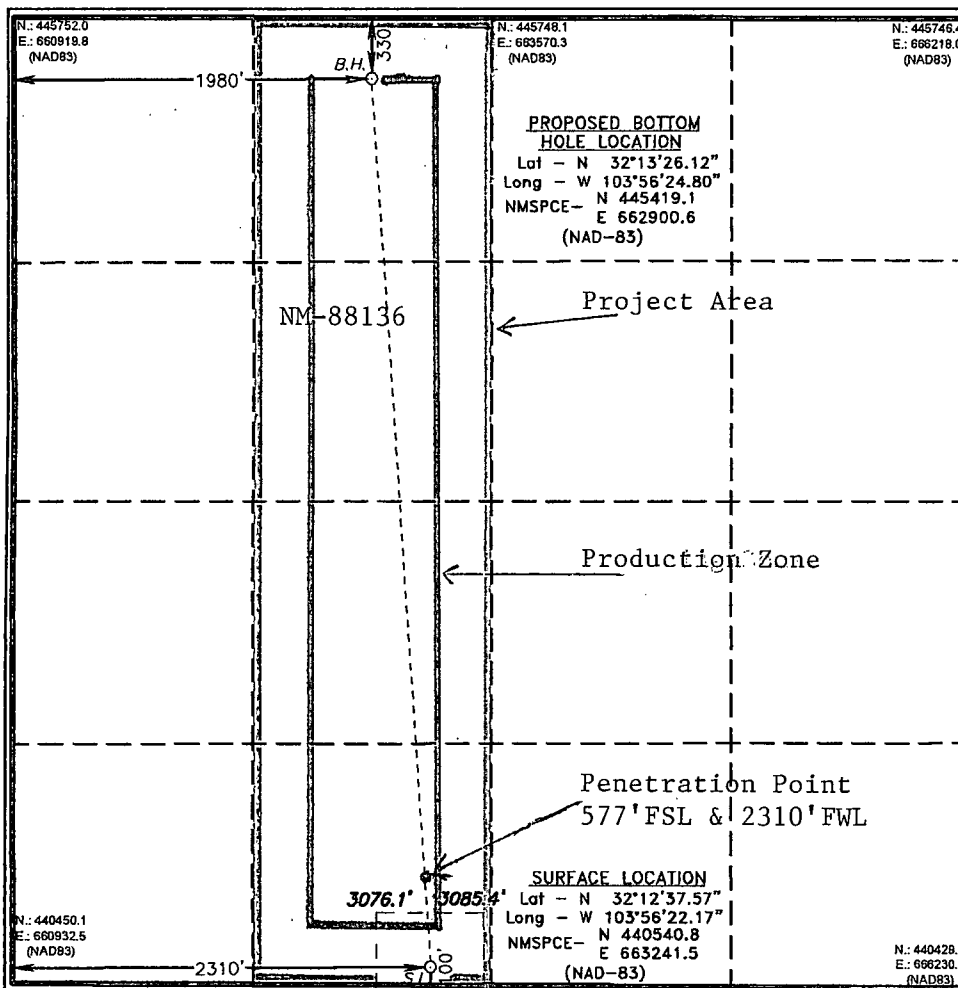 N.: 445752.0
E.: 660919.8
(NAD83)
N.: 445748.1
E.: 663570.3
(NAD83)
N.: 445746.4
E.: 666218.0
(NAD83)
330'
B.H.
1980'
PROPOSED BOTTOM
HOLE LOCATION
Lat - N 32°13'26.12"
Long - W 103°56'24.80"
NMSPCE- N 445419.1
E 662900.6
(NAD-83)
NM-88136
Project Area
Production Zone
Penetration Point
577'FSL & 2310'FWL
3076.1' 3085.4'
SURFACE LOCATION
Lat - N 32°12'37.57"
Long - W 103°56'22.17"
NMSPCE- N 440540.8
E 663241.5
(NAD-83)
N.: 440450.1
E.: 660932.5
(NAD83)
2310'
N.: 440428.
E.: 666230.
(NAD83)